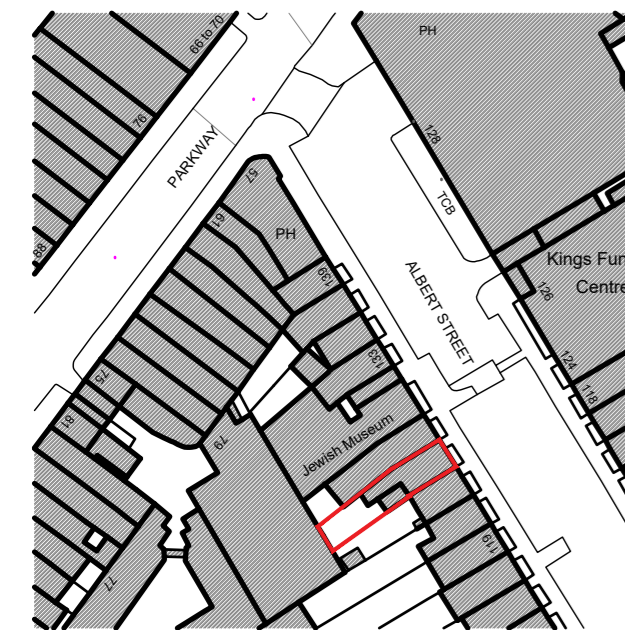 66 to 70
PH
76
PARKWAY
128
57
TCB
61
88
PH
139
Kings Fun
Centre
126
ALBERT STREET
133
124
75
118
81
Jewish Museum
79
119
77